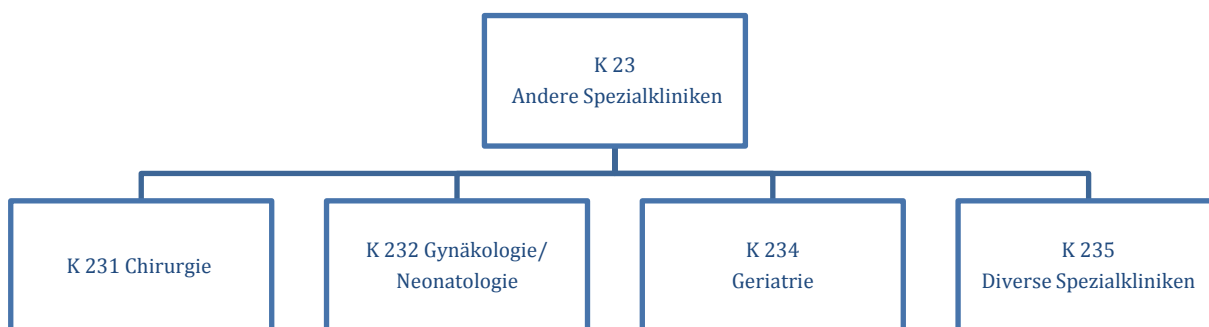 K 23
Andere Spezialkliniken
K 231 Chirurgie
K 232 Gynäkologie/
Neonatologie
K 234
Geriatrie
K 235
Diverse Spezialkliniken